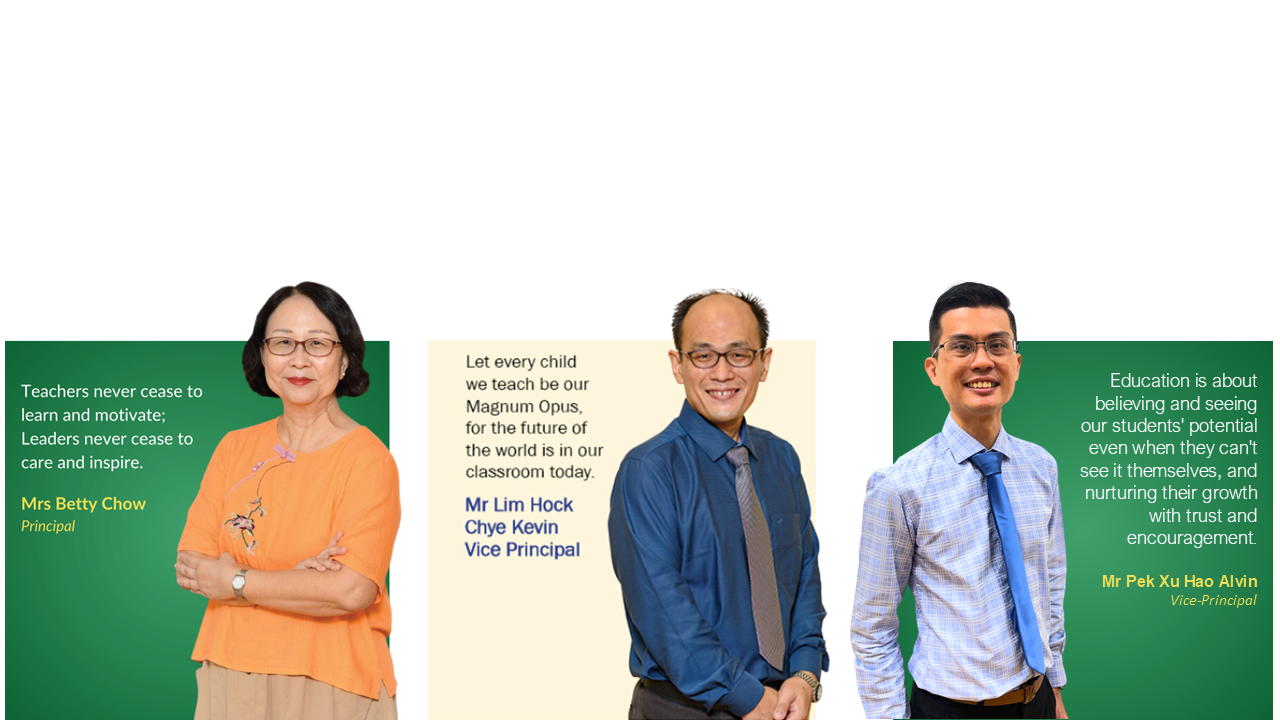 Teachers never cease to
learn and motivate;
Leaders never cease to
care and inspire.
Mrs Betty Chow
Principal
Let every child
we teach be our
Magnum Opus,
for the future of
the world is in our
classroom today.
Mr Lim Hock
Chye Kevin
Vice Principal
Education is about
believing and seeing
our students' potential
even when they can't
see it themselves, and
nurturing their growth
with trust and
encouragement.
Mr Pek Xu Hao Alvin
Vice-Principal